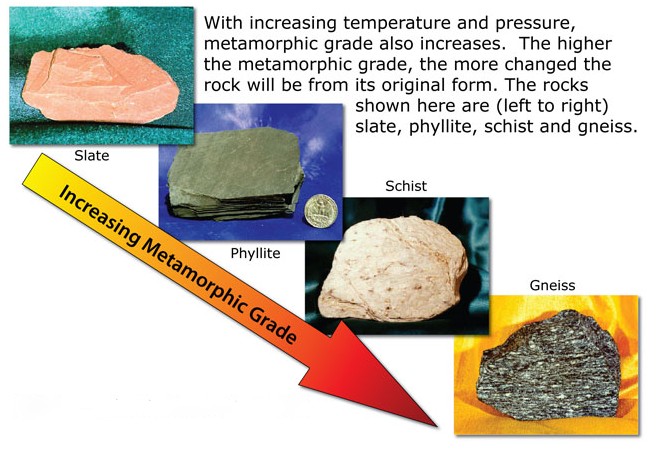 With increasing temperature and pressure,
metamorphic grade also increases.  The higher
the metamorphic grade, the more changed the
rock will be from its original form. The rocks
shown here are (left to right)
slate, phyllite, schist and gneiss.
Slate
Phyllite
Schist
Gneiss
Increasing Metamorphic Grade